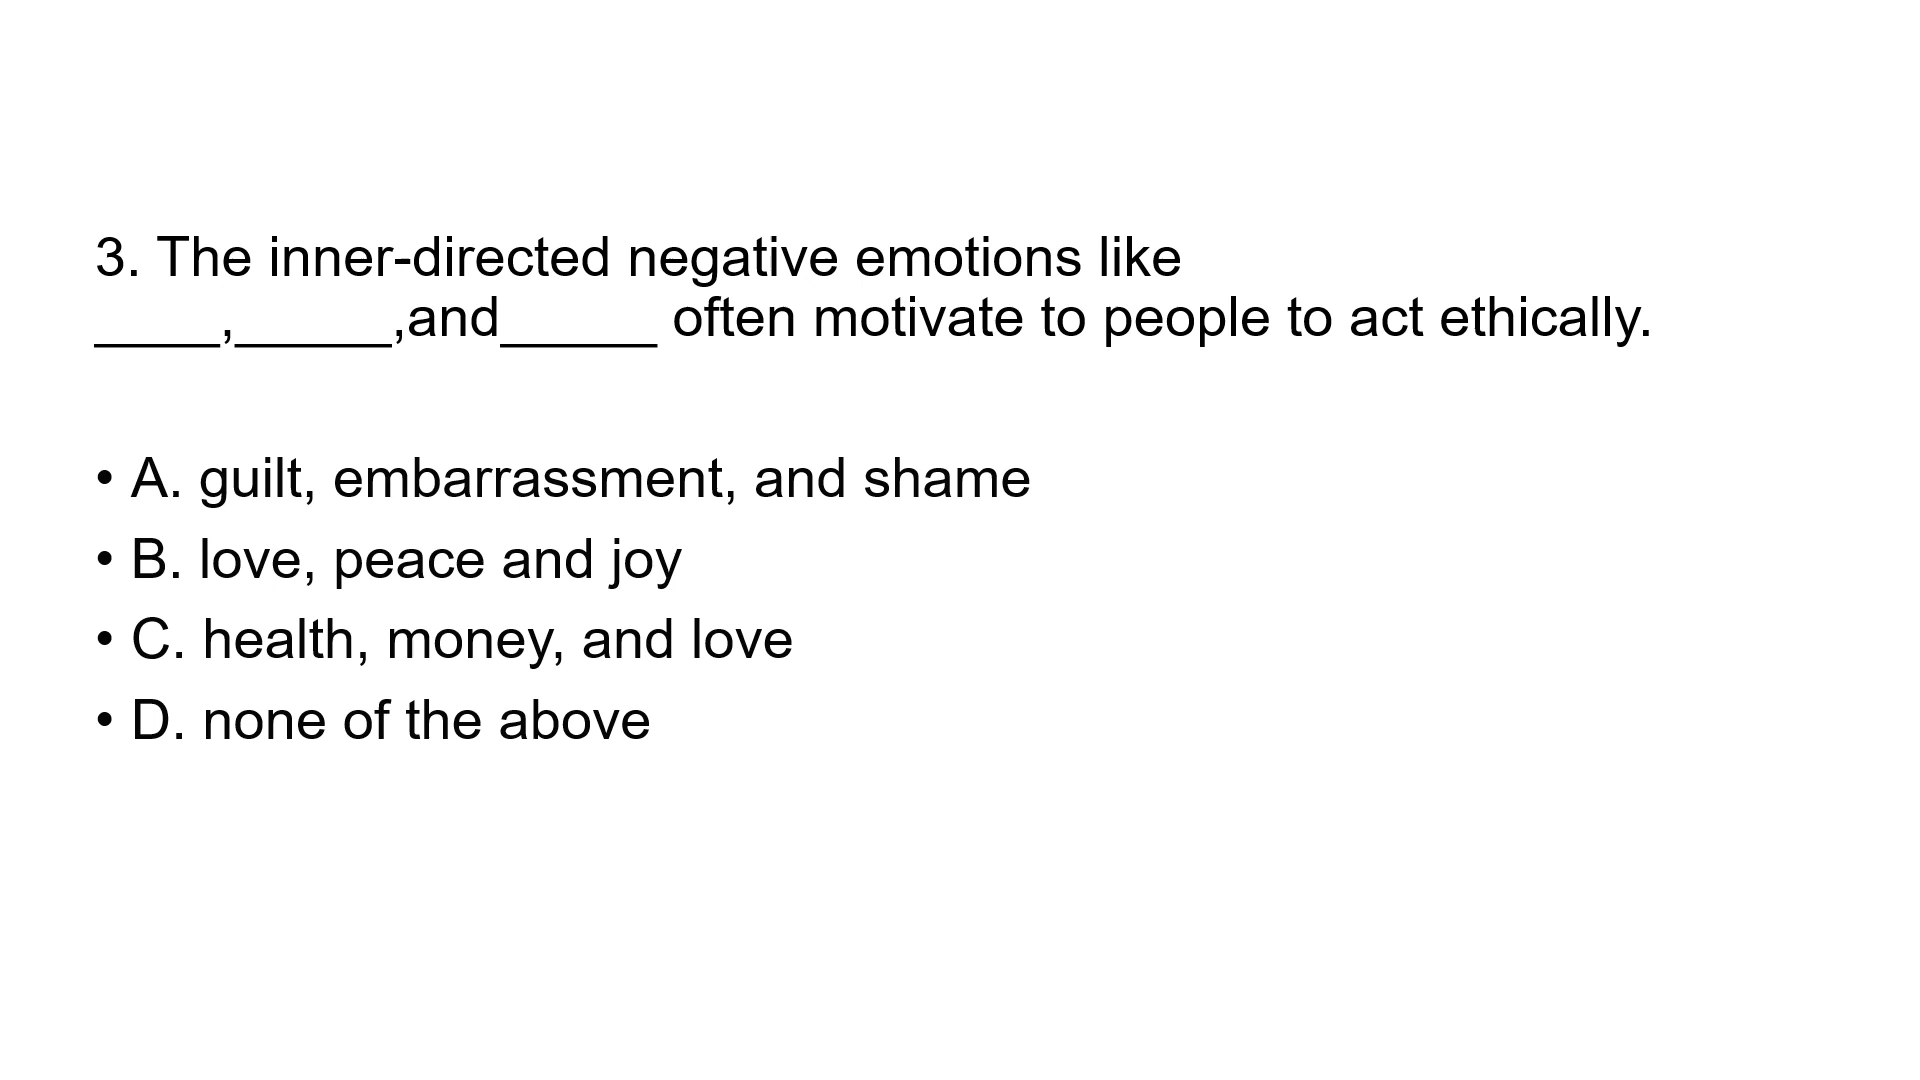 3. The inner-directed negative emotions like
____,_____,and_____ often motivate to people to act ethically.
• A. guilt, embarrassment, and shame
• B. love, peace and joy
• C. health, money, and love
• D. none of the above